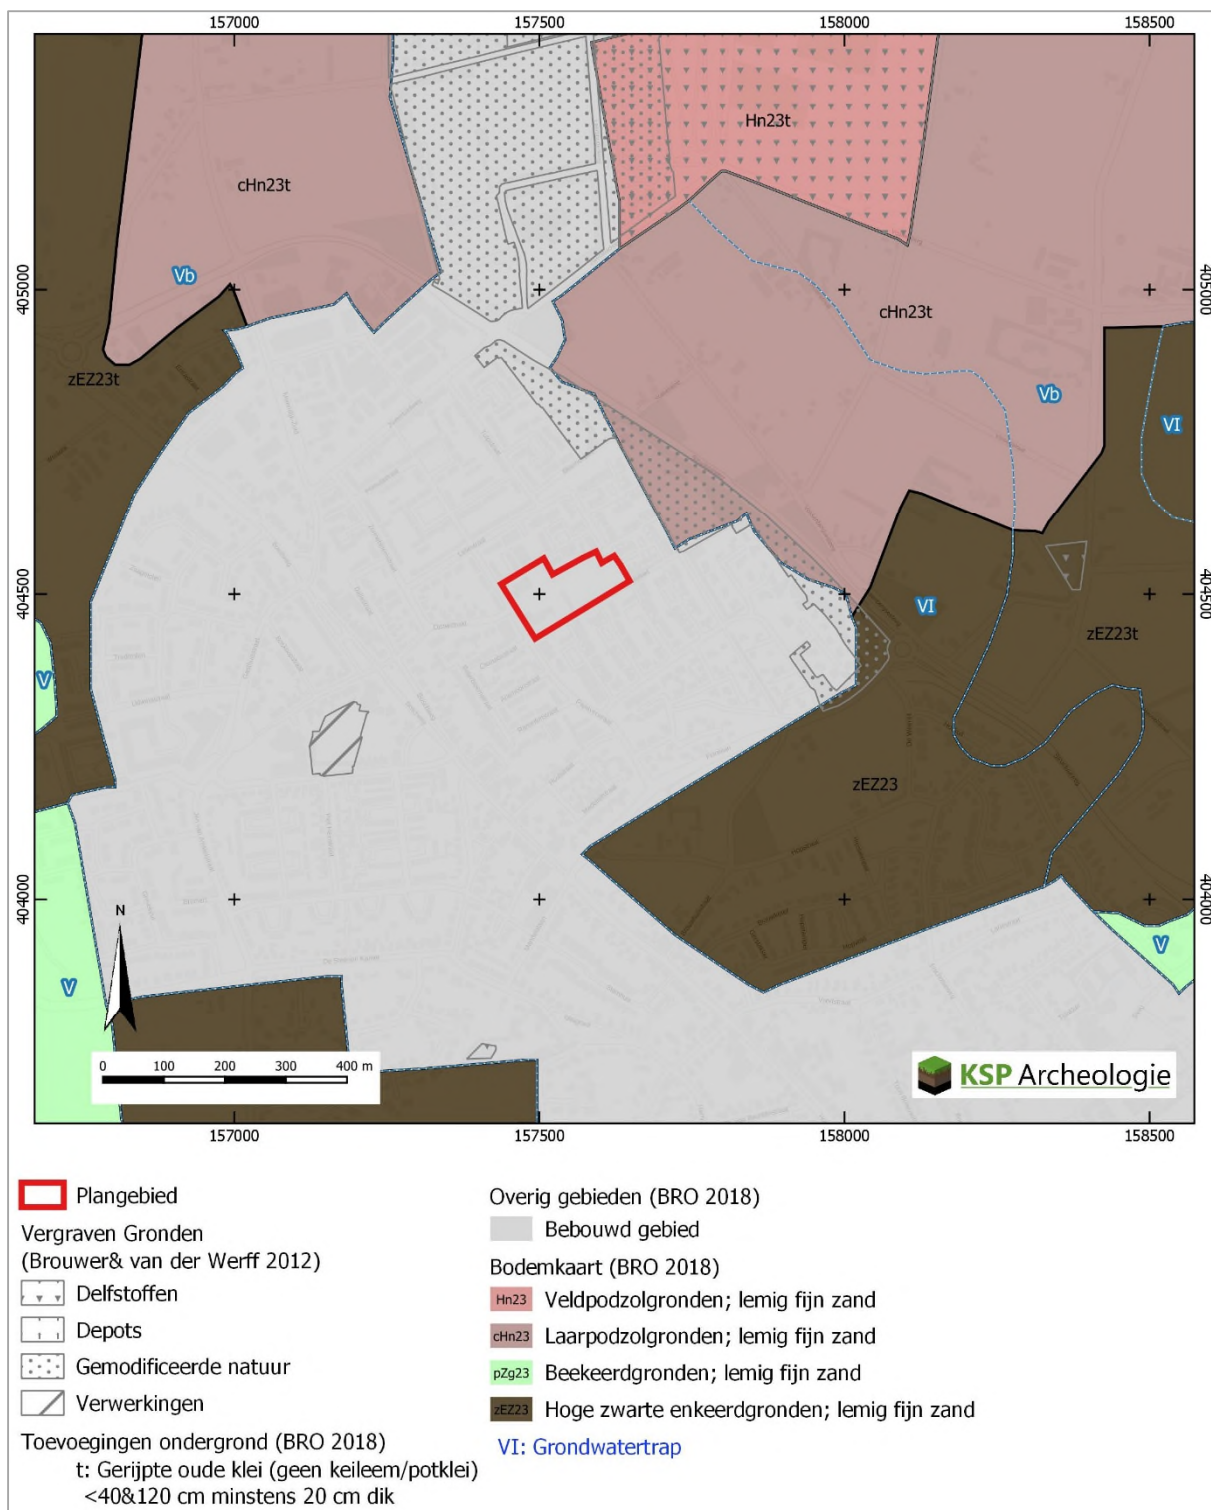 157000 157500 158000 158500
Hn23t
cHn23t
Vb
405000
405000
cHn23t
zEZ23t
Vb
VI
404500
404500
VI
zEZ23t
V
zEZ23
404000
404000
N
V
V
0 100 200 300 400 m
KSP Archeologie
157000 157500 158000 158500
Plangebied
Vergraven Gronden
(Brouwer& van der Werff 2012)
Delfstoffen
Depots
Gemodificeerde natuur
Verwerkingen
Toevoegingen ondergrond (BRO 2018)
t: Gerijpte oude klei (geen keileem/potklei)
<40&120 cm minstens 20 cm dik
Overig gebieden (BRO 2018)
Bebouwd gebied
Bodemkaart (BRO 2018)
Hn23 Veldpodzolgronden; lemig fijn zand
cHn23 Laarpodzolgronden; lemig fijn zand
pZg23 Beekeerdgronden; lemig fijn zand
zEZ23 Hoge zwarte enkeerdgronden; lemig fijn zand
VI: Grondwatertrap